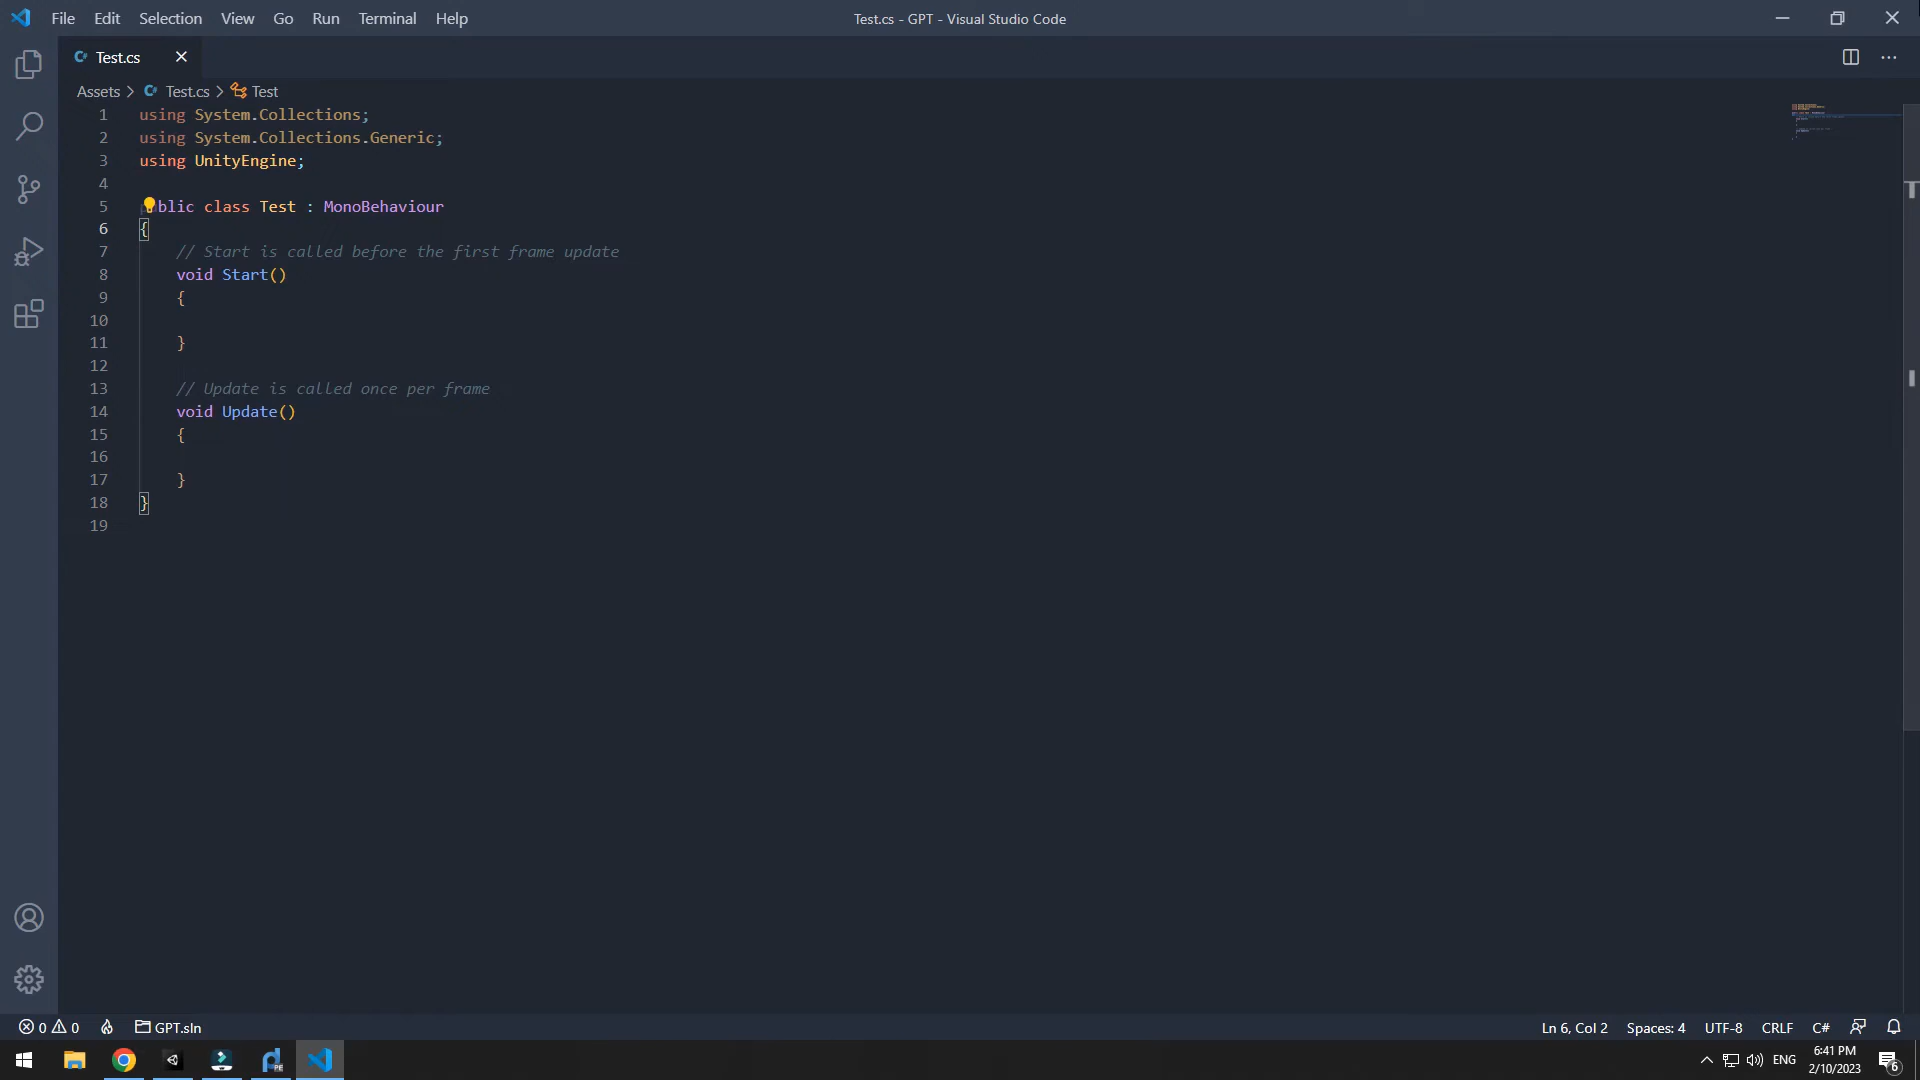 File Edit Selection View Go Run Terminal Help
Test.cs - GPT - Visual Studio Code
Test.cs
Assets > Test.cs > Test
1 using System.Collections;
2 using System.Collections.Generic;
3 using UnityEngine;
4
5 blic class Test : MonoBehaviour
6 {
7 // Start is called before the first frame update
8 void Start()
9 {
10
11 }
12
13 // Update is called once per frame
14 void Update()
15 {
16
17 }
18 }
19
0 0 GPT.sln
Ln 6, Col 2 Spaces: 4 UTF-8 CRLF C#
PE
ENG
6:41 PM
2/10/2023
6